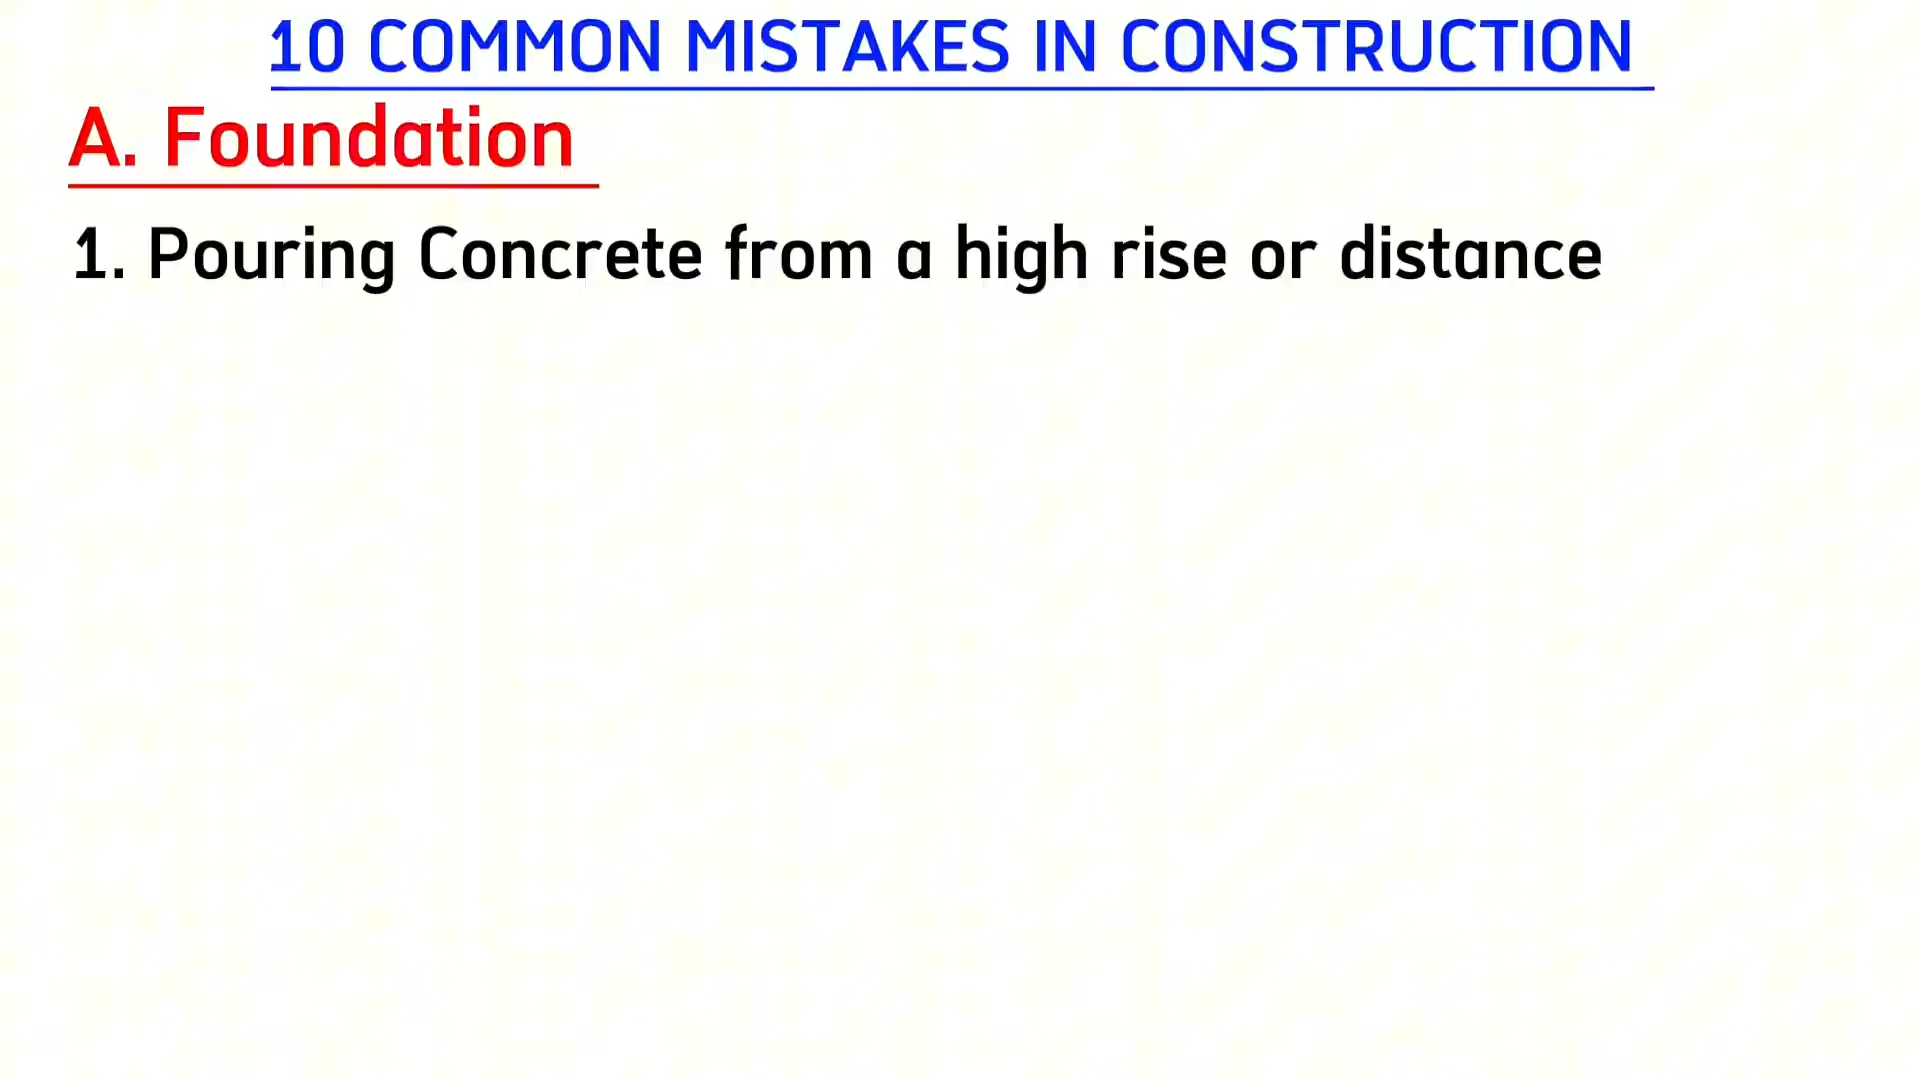 10 COMMON MISTAKES IN CONSTRUCTION
A. Foundation
1. Pouring Concrete from a high rise or distance